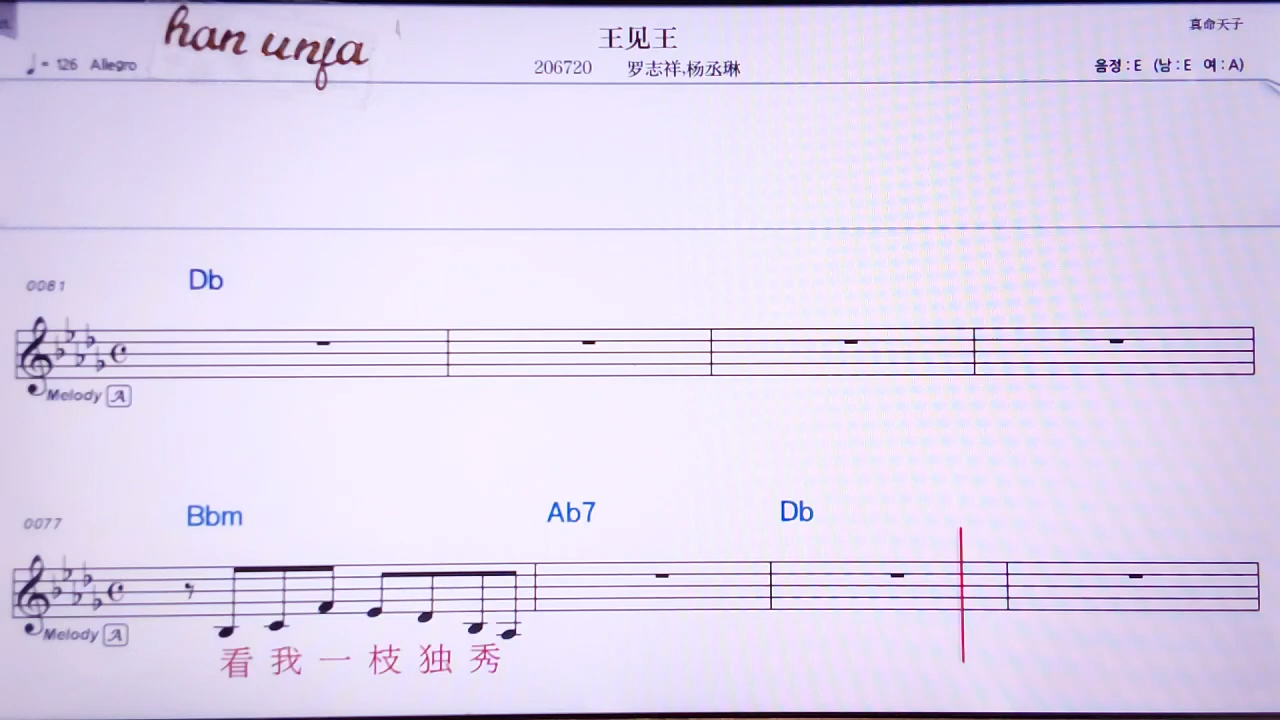 han unfa
王见王
真命天子
♩= 126 Allegro
206720 罗志祥,杨丞琳
음정 : E (남 : E 여 : A)
0081
Db
Melody A
0077
Bbm Ab7 Db
Melody A
看我一枝独秀